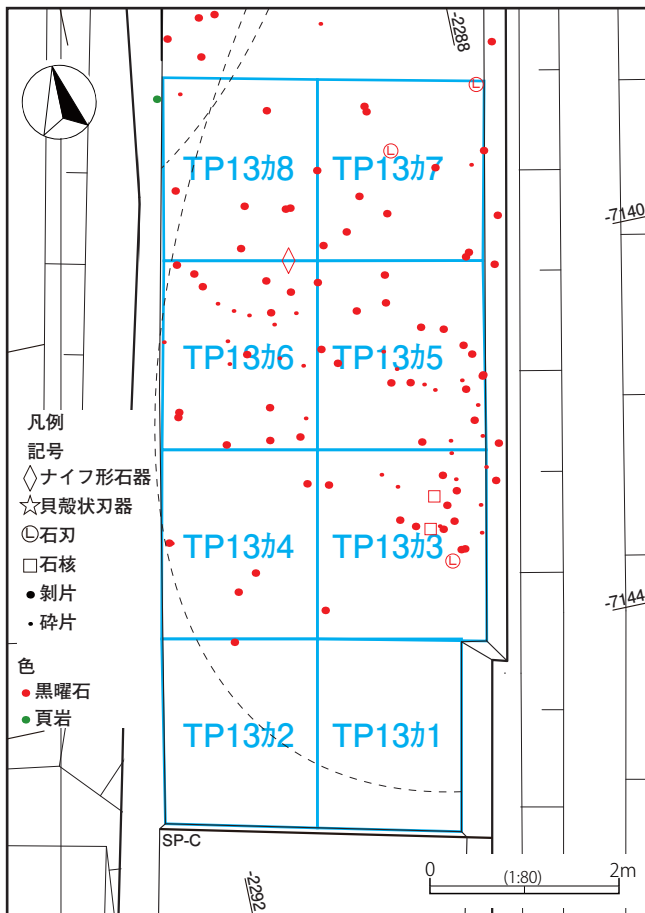 -2288
TP13ｶ8
TP13ｶ7
-7140
TP13ｶ6
TP13ｶ5
凡例
記号
ナイフ形石器
貝殻状刃器
Ⓛ石刃
石核
剝片
砕片
TP13ｶ4
TP13ｶ3
-7144
色
黒曜石
頁岩
TP13ｶ2
TP13ｶ1
SP-C
-2292
0 (1:80) 2m